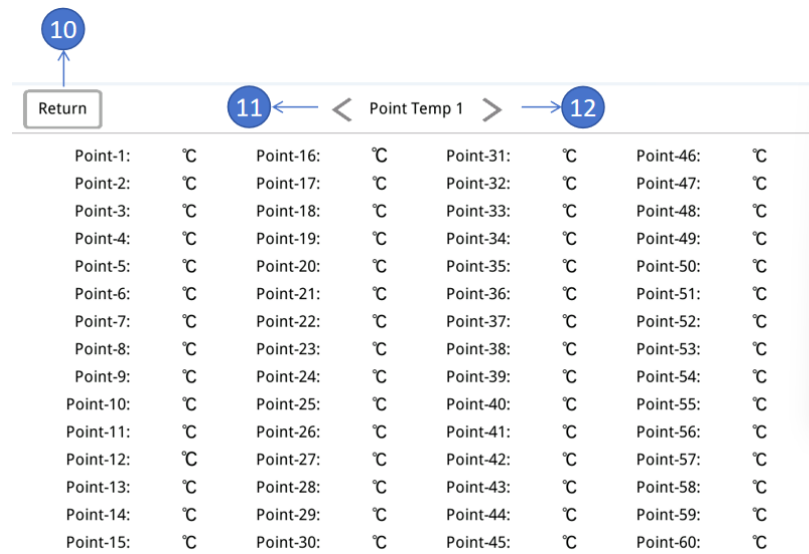 10
Return 11 < Point Temp 1 > 12
Point-1: ℃ Point-16: ℃ Point-31: ℃ Point-46: ℃
Point-2: ℃ Point-17: ℃ Point-32: ℃ Point-47: ℃
Point-3: ℃ Point-18: ℃ Point-33: ℃ Point-48: ℃
Point-4: ℃ Point-19: ℃ Point-34: ℃ Point-49: ℃
Point-5: ℃ Point-20: ℃ Point-35: ℃ Point-50: ℃
Point-6: ℃ Point-21: ℃ Point-36: ℃ Point-51: ℃
Point-7: ℃ Point-22: ℃ Point-37: ℃ Point-52: ℃
Point-8: ℃ Point-23: ℃ Point-38: ℃ Point-53: ℃
Point-9: ℃ Point-24: ℃ Point-39: ℃ Point-54: ℃
Point-10: ℃ Point-25: ℃ Point-40: ℃ Point-55: ℃
Point-11: ℃ Point-26: ℃ Point-41: ℃ Point-56: ℃
Point-12: ℃ Point-27: ℃ Point-42: ℃ Point-57: ℃
Point-13: ℃ Point-28: ℃ Point-43: ℃ Point-58: ℃
Point-14: ℃ Point-29: ℃ Point-44: ℃ Point-59: ℃
Point-15: ℃ Point-30: ℃ Point-45: ℃ Point-60: ℃